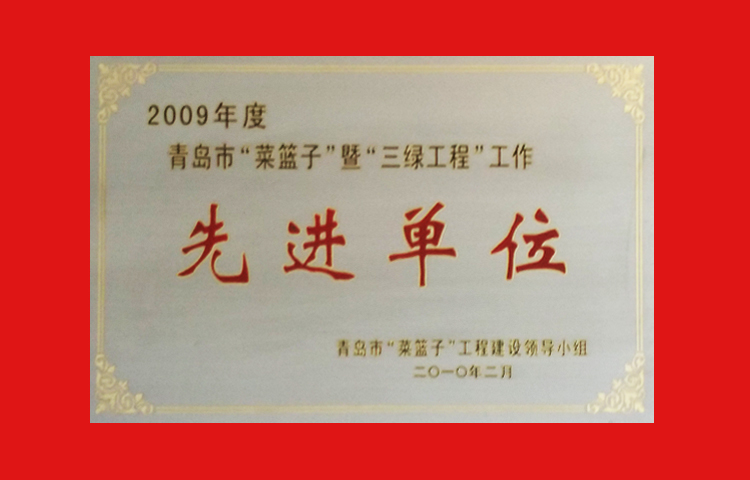 2009年度
青岛市“菜篮子”暨“三绿工程”工作
先进单位
青岛市“菜篮子”工程建设领导小组
二〇一〇年二月